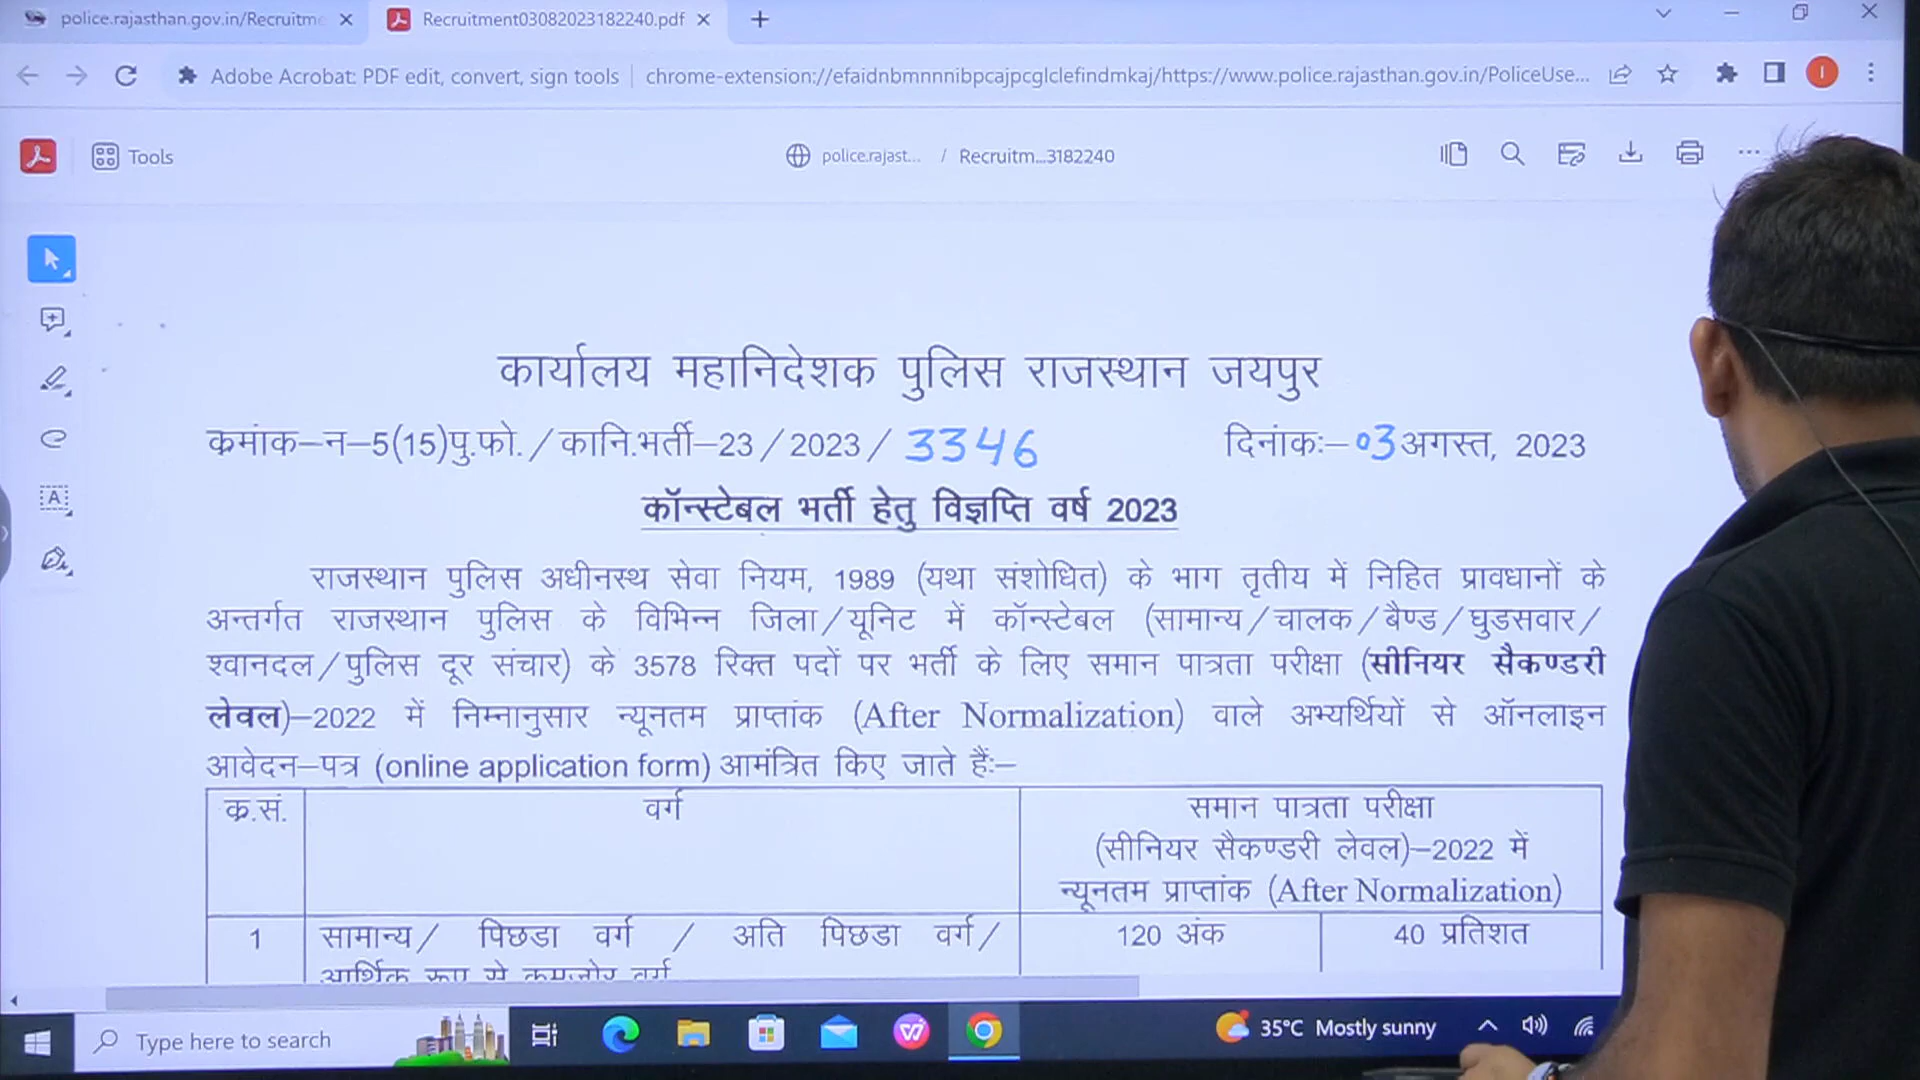 police.rajasthan.gov.in/Recruitme
Recruitment03082023182240.pdf
Adobe Acrobat: PDF edit, convert, sign tools
chrome-extension://efaidnbmnnnibpcajpcglclefindmkaj/https://www.police.rajasthan.gov.in/PoliceUse...
I
Tools
police.rajast... / Recruitm...3182240
कार्यालय महानिदेशक पुलिस राजस्थान जयपुर
क्रमांक–न–5(15)पु.फो./कानि.भर्ती–23/2023/ 3346 दिनांकः–03अगस्त, 2023
कॉन्स्टेबल भर्ती हेतु विज्ञप्ति वर्ष 2023
राजस्थान पुलिस अधीनस्थ सेवा नियम, 1989 (यथा संशोधित) के भाग तृतीय में निहित प्रावधानों के
अन्तर्गत राजस्थान पुलिस के विभिन्न जिला/यूनिट में कॉन्स्टेबल (सामान्य/चालक/बैण्ड/घुडसवार/
श्वानदल/पुलिस दूर संचार) के 3578 रिक्त पदों पर भर्ती के लिए समान पात्रता परीक्षा (सीनियर सैकण्डरी
लेवल)–2022 में निम्नानुसार न्यूनतम प्राप्तांक (After Normalization) वाले अभ्यर्थियों से ऑनलाइन
आवेदन–पत्र (online application form) आमंत्रित किए जाते हैंः–
क्र.सं. वर्ग समान पात्रता परीक्षा
(सीनियर सैकण्डरी लेवल)–2022 में
न्यूनतम प्राप्तांक (After Normalization)
1 सामान्य/ पिछडा वर्ग / अति पिछडा वर्ग/ 120 अंक 40 प्रतिशत
आर्थिक रूप से कमजोर वर्ग
Type here to search
35°C Mostly sunny